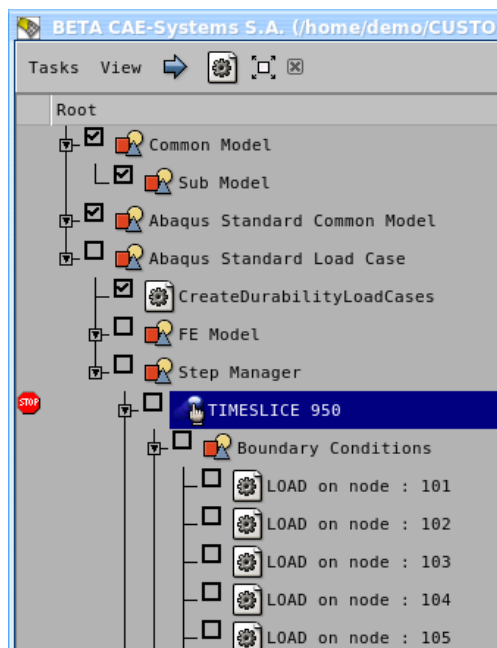 BETA CAE-Systems S.A. (/home/demo/CUSTO
Tasks View
Root
Common Model
Sub Model
Abaqus Standard Common Model
Abaqus Standard Load Case
CreateDurabilityLoadCases
FE Model
Step Manager
STOP
TIMESLICE 950
Boundary Conditions
LOAD on node : 101
LOAD on node : 102
LOAD on node : 103
LOAD on node : 104
LOAD on node : 105